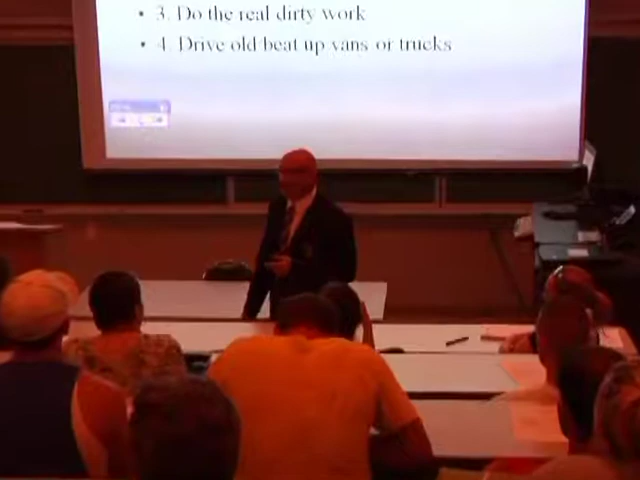 • 3. Do the real dirty work
• 4. Drive old beat up vans or trucks